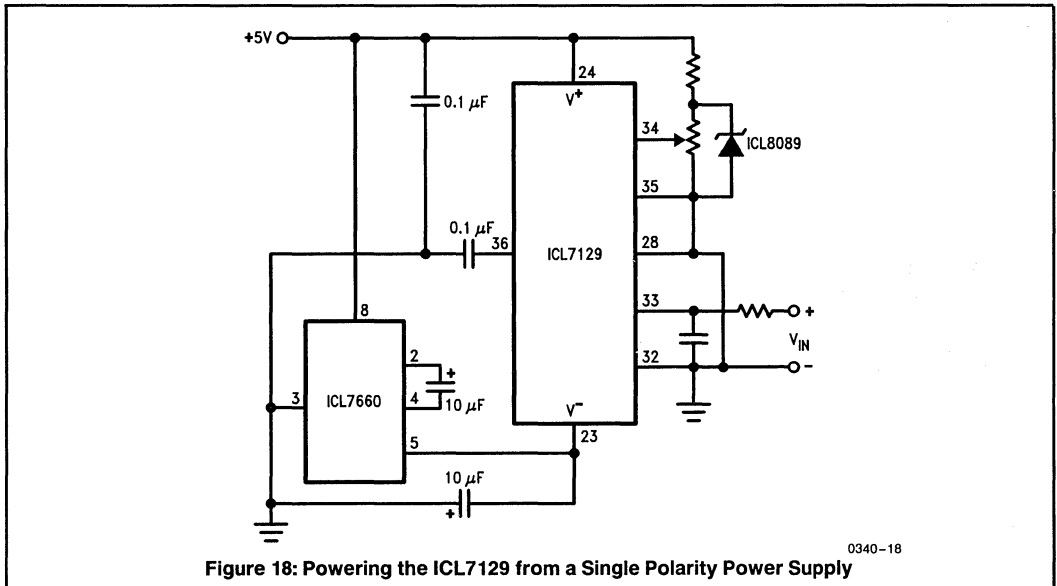 +5V
24
V+
0.1 μF
34
ICL8089
35
0.1 μF
36
ICL7129
28
8
33
+
VIN
2
+
32
-
3
ICL7660
4
10 μF
V-
23
5
10 μF
+
0340-18
Figure 18: Powering the ICL7129 from a Single Polarity Power Supply